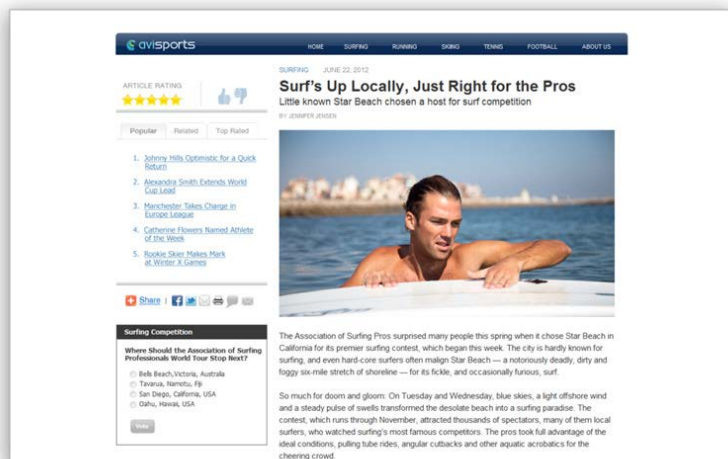 avisports
HOME SURFING RUNNING SKIING TENNIS FOOTBALL ABOUT US
SURFING JUNE 22, 2012
Surf's Up Locally, Just Right for the Pros
Little known Star Beach chosen a host for surf competition
BY JENNIFER JENSEN
ARTICLE RATING
Popular Related Top Rated
1. Johnny Hills Optimistic for a Quick
Return
2. Alexandra Smith Extends World
Cup Lead
3. Manchester Takes Charge in
Europe League
4. Catherine Flowers Named Athlete
of the Week
5. Rookie Skier Makes Mark
at Winter X Games
Share
Surfing Competition
Where Should the Association of Surfing
Professionals World Tour Stop Next?
Bells Beach,Victoria, Australia
Tavarua, Namotu, Fiji
San Diego, California, USA
Oahu, Hawaii, USA
Vote
The Association of Surfing Pros surprised many people this spring when it chose Star Beach in
California for its premier surfing contest, which began this week. The city is hardly known for
surfing, and even hard-core surfers often malign Star Beach — a notoriously deadly, dirty and
foggy six-mile stretch of shoreline — for its fickle, and occasionally furious, surf.
So much for doom and gloom: On Tuesday and Wednesday, blue skies, a light offshore wind
and a steady pulse of swells transformed the desolate beach into a surfing paradise. The
contest, which runs through November, attracted thousands of spectators, many of them local
surfers, who watched surfing's most famous competitors. The pros took full advantage of the
ideal conditions, pulling tube rides, angular cutbacks and other aquatic acrobatics for the
cheering crowd.